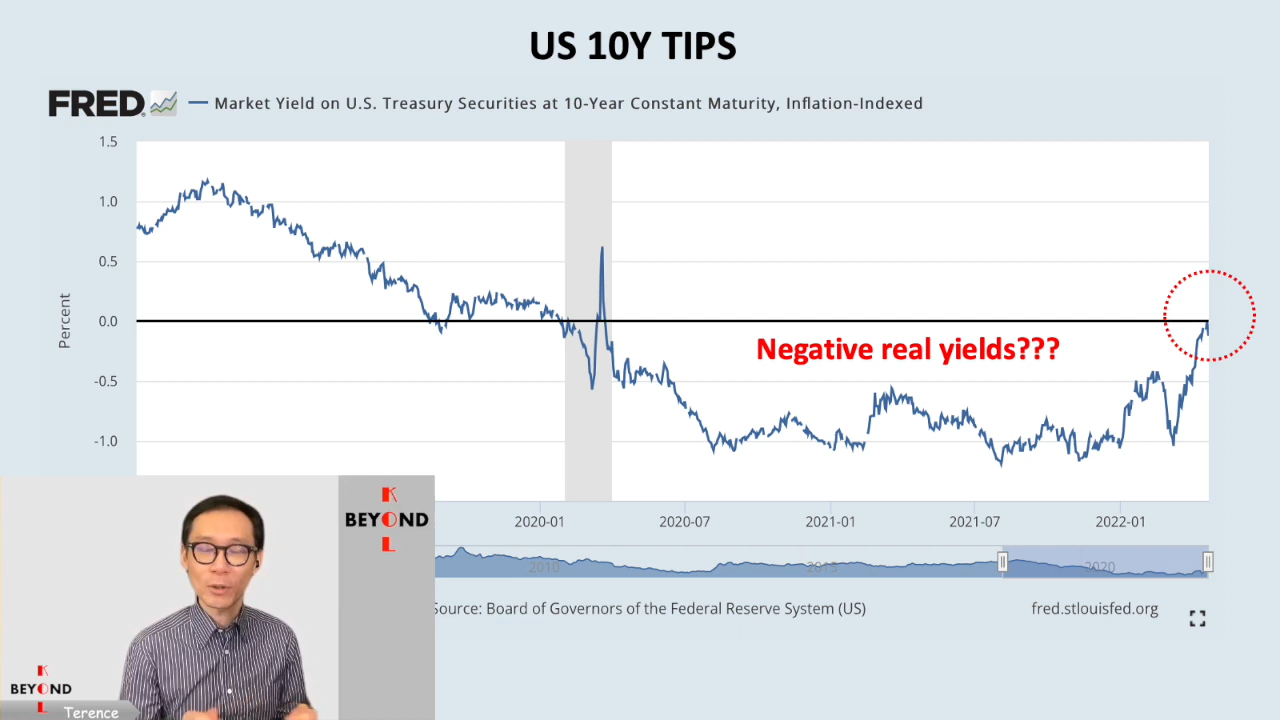 US 10Y TIPS
FRED
Market Yield on U.S. Treasury Securities at 10-Year Constant Maturity, Inflation-Indexed
1.5
1.0
0.5
0.0
-0.5
-1.0
Percent
Negative real yields???
2020-01
2020-07
2021-01
2021-07
2022-01
2010
2015
2020
Source: Board of Governors of the Federal Reserve System (US)
fred.stlouisfed.org
K
BEYOND
L
K
BEYOND
L
Terence